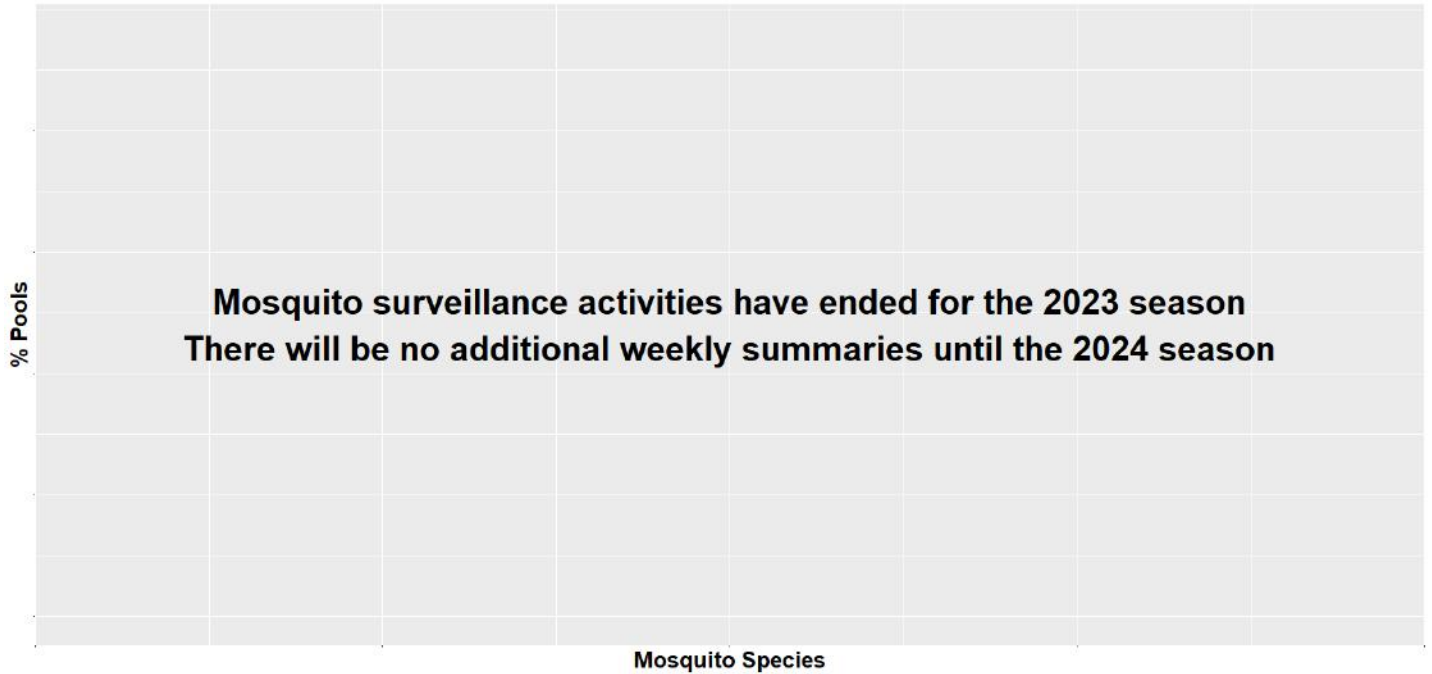 % Pools
Mosquito surveillance activities have ended for the 2023 season
There will be no additional weekly summaries until the 2024 season
Mosquito Species